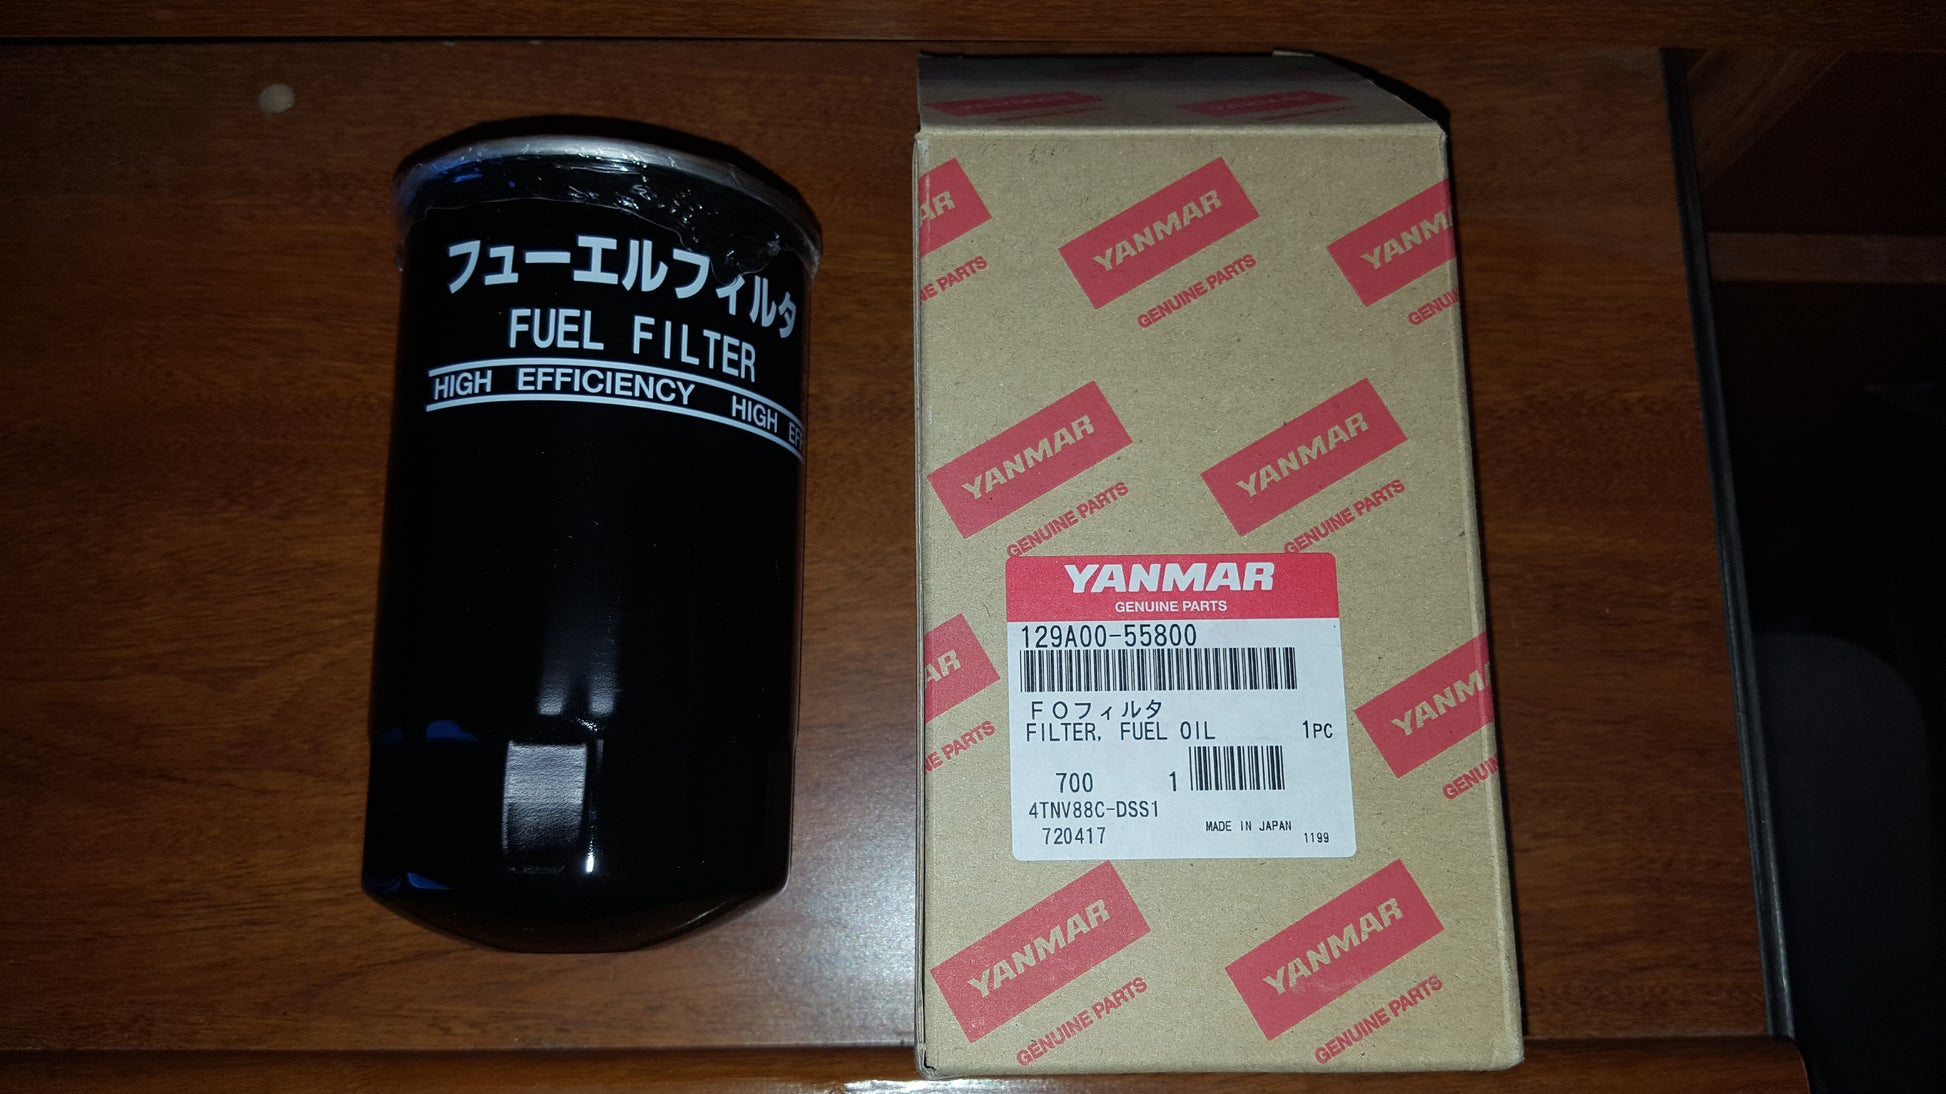 フューエルフィルタ
FUEL FILTER
HIGH EFFICIENCY HIGH
YANMAR
YANMAR
GENUINE PARTS
YANMAR
GENUINE PARTS
YANMAR
GENUINE PARTS
YANMAR
GENUINE PARTS
YANMAR
GENUINE PARTS
129A00-55800
FOフィルタ
FILTER, FUEL OIL 1PC
700 1
4TNV88C-DSS1
720417 MADE IN JAPAN 1199
PARTS
YANMAR
GENUINE PARTS
YANMAR
GENUINE PARTS